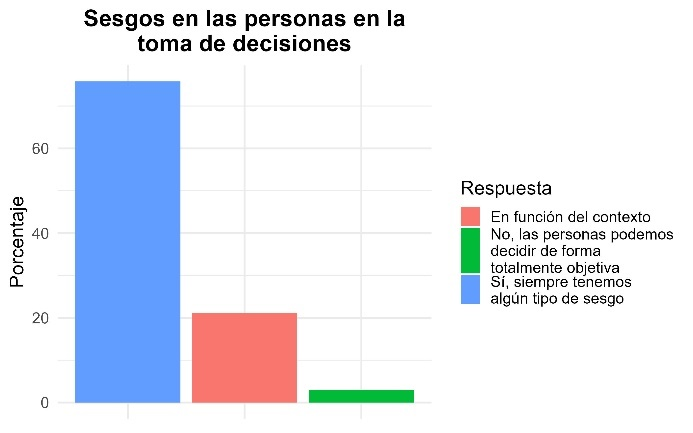 Sesgos en las personas en la
toma de decisiones
Porcentaje
60
40
20
0
Respuesta
En función del contexto
No, las personas podemos
decidir de forma
totalmente objetiva
Sí, siempre tenemos
algún tipo de sesgo